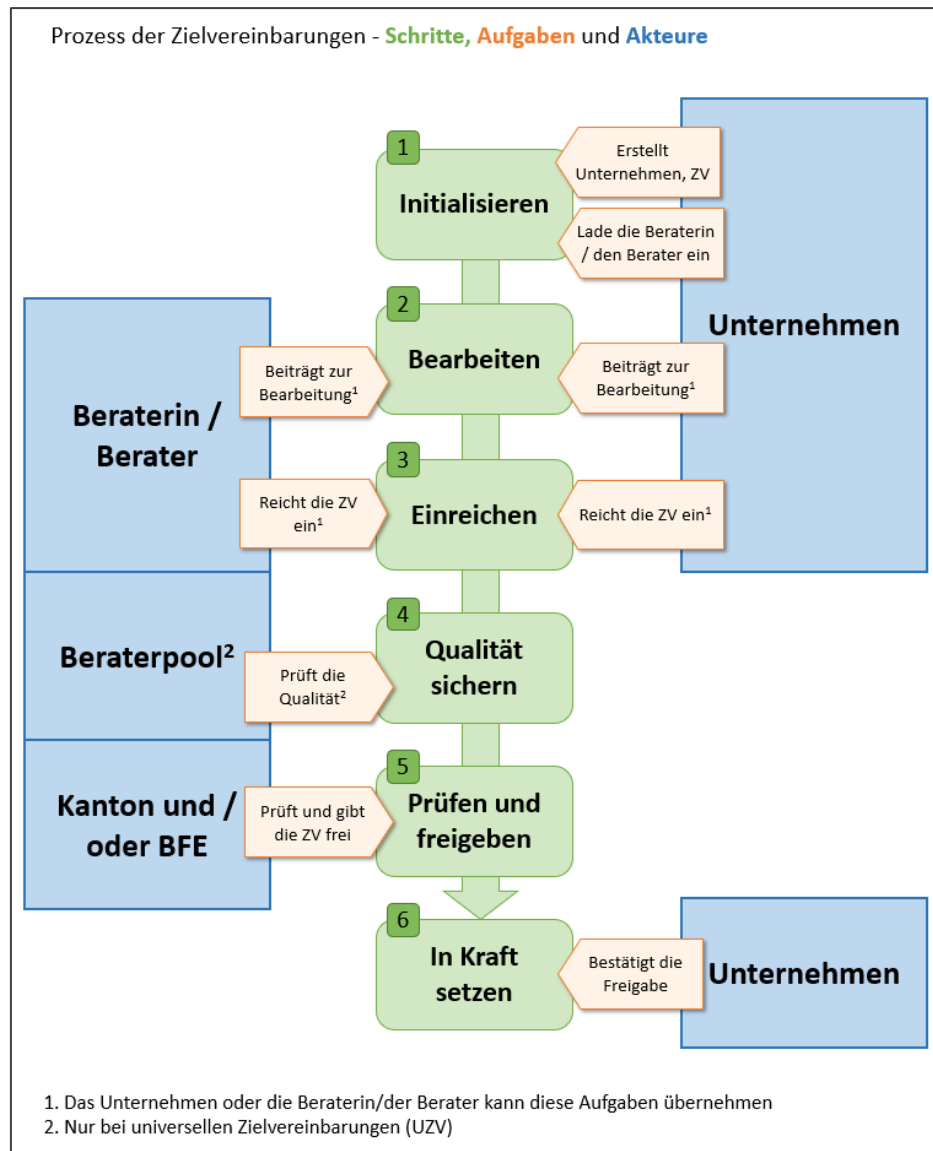 Prozess der Zielvereinbarungen - Schritte, Aufgaben und Akteure
1
Initialisieren
Erstellt
Unternehmen, ZV
Lade die Beraterin
/ den Berater ein
Unternehmen
2
Bearbeiten
Beiträgt zur
Bearbeitung¹
Beiträgt zur
Bearbeitung¹
Beraterin /
Berater
3
Einreichen
Reicht die ZV
ein¹
Reicht die ZV ein¹
4
Qualität
sichern
Beraterpool²
Prüft die
Qualität²
5
Prüfen und
freigeben
Kanton und /
oder BFE
Prüft und gibt
die ZV frei
6
In Kraft
setzen
Bestätigt die
Freigabe
Unternehmen
1. Das Unternehmen oder die Beraterin/der Berater kann diese Aufgaben übernehmen
2. Nur bei universellen Zielvereinbarungen (UZV)